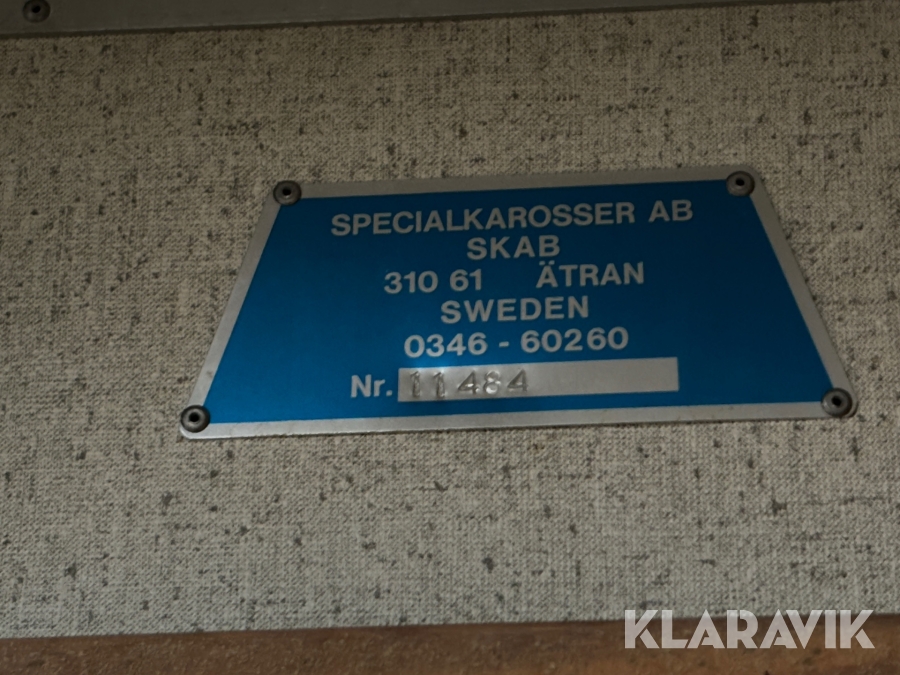 SPECIALKAROSSER AB
SKAB
310 61 ÄTRAN
SWEDEN
0346 - 60260
Nr. 11484
KLARAVIK